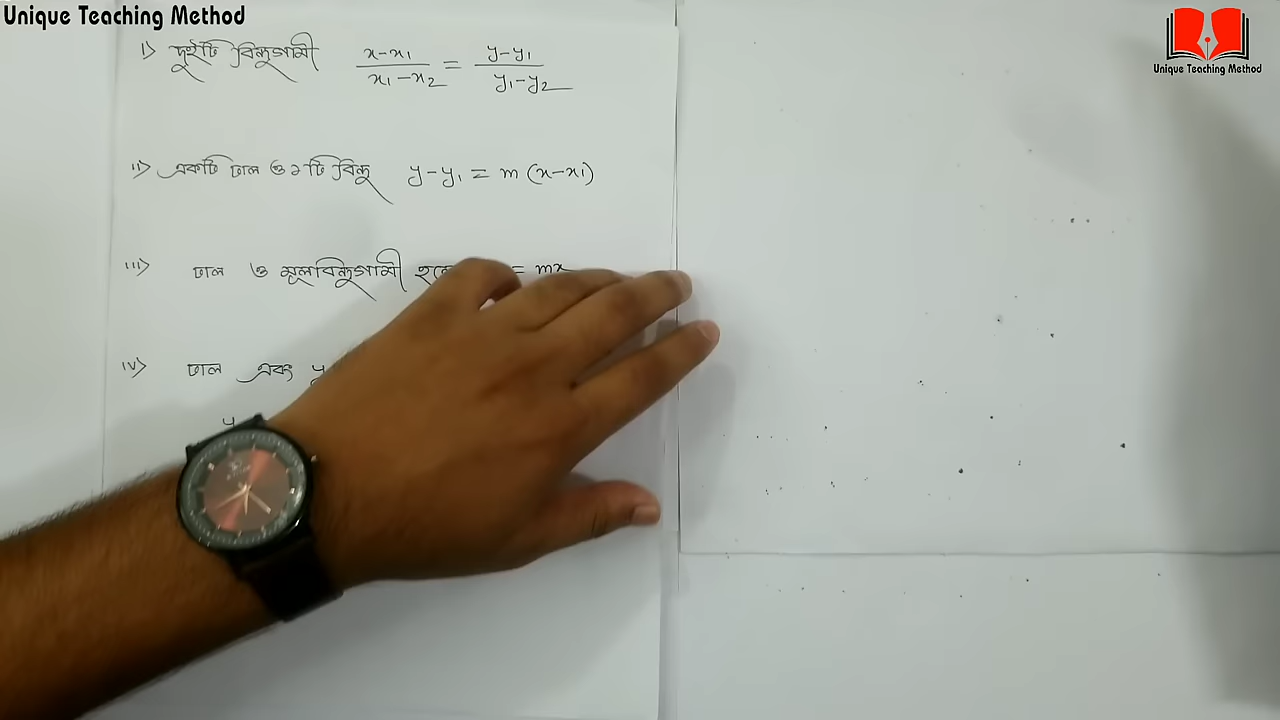 Unique Teaching Method
Unique Teaching Method
i) দুইটি বিন্দুগামী (x-x₁)/(x₁-x₂) = (y-y₁)/(y₁-y₂)
ii) একটি ঢাল ও ১টি বিন্দু y-y₁ = m(x-x₁)
iii) ঢাল ও মূলবিন্দুগামী = mx
iv) ঢাল এবং y
y